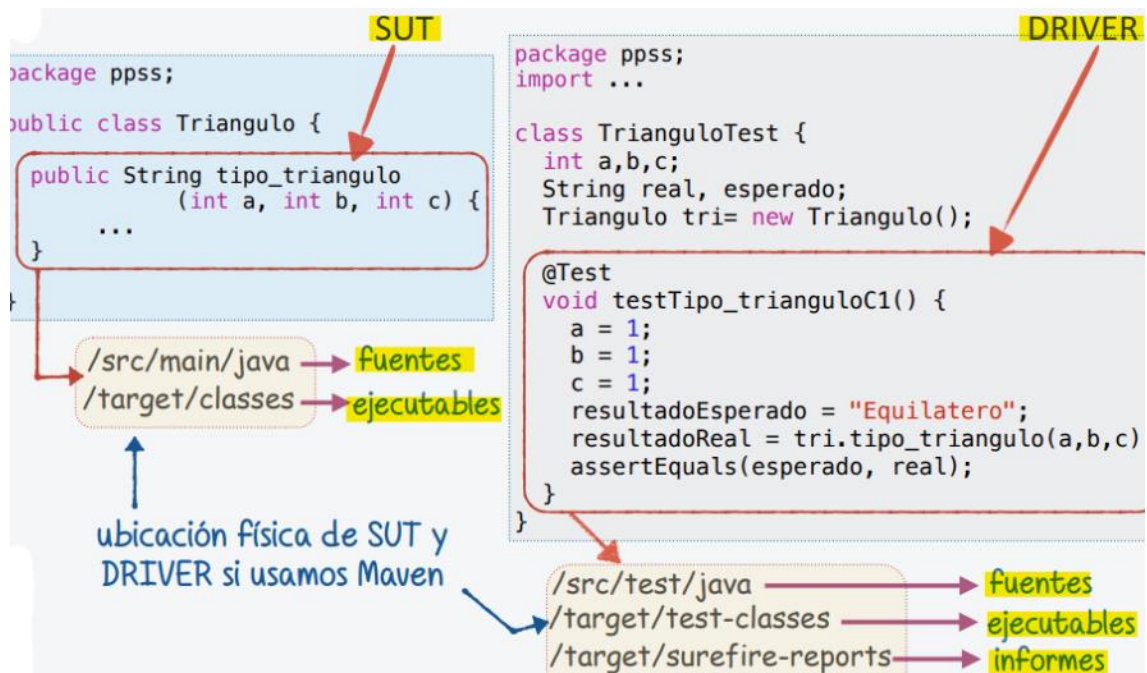 SUT
package ppss;
public class Triangulo {
public String tipo_triangulo
(int a, int b, int c) {
...
}
}
/src/main/java fuentes
/target/classes ejecutables
ubicación física de SUT y
DRIVER si usamos Maven
DRIVER
package ppss;
import ...
class TrianguloTest {
int a,b,c;
String real, esperado;
Triangulo tri= new Triangulo();
@Test
void testTipo_trianguloC1() {
a = 1;
b = 1;
c = 1;
resultadoEsperado = "Equilatero";
resultadoReal = tri.tipo_triangulo(a,b,c)
assertEquals(esperado, real);
}
}
/src/test/java fuentes
/target/test-classes ejecutables
/target/surefire-reports informes